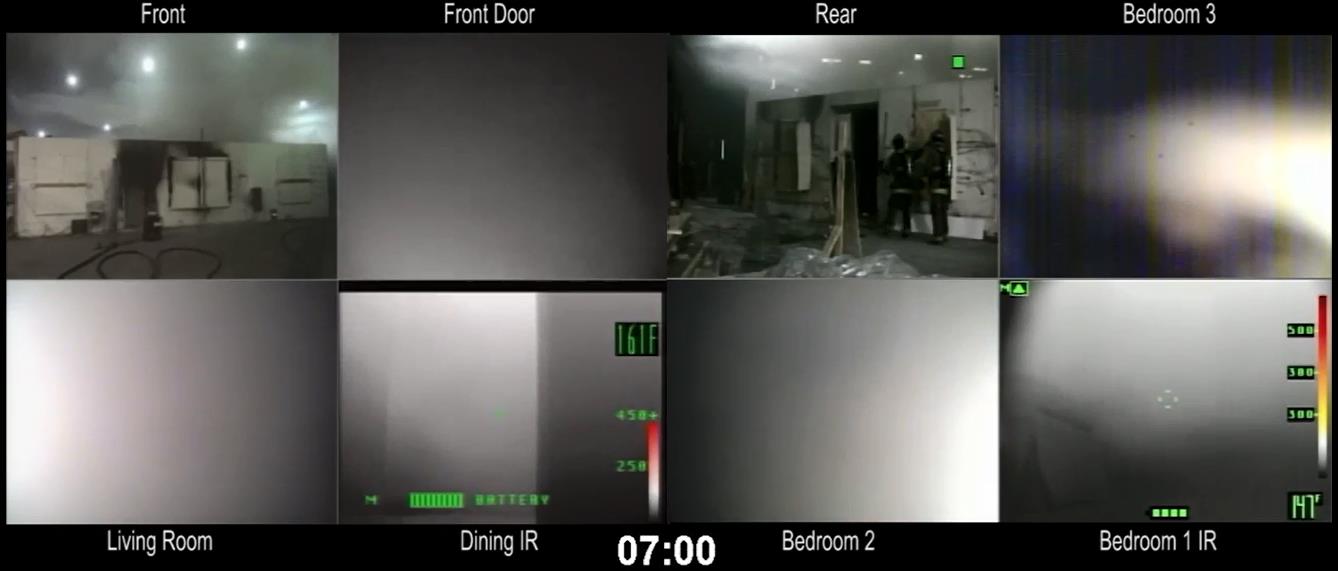 Front
Front Door
Rear
Bedroom 3
161F
450+
250
M BATTERY
M
500
300
300
147F
Living Room
Dining IR
07:00
Bedroom 2
Bedroom 1 IR